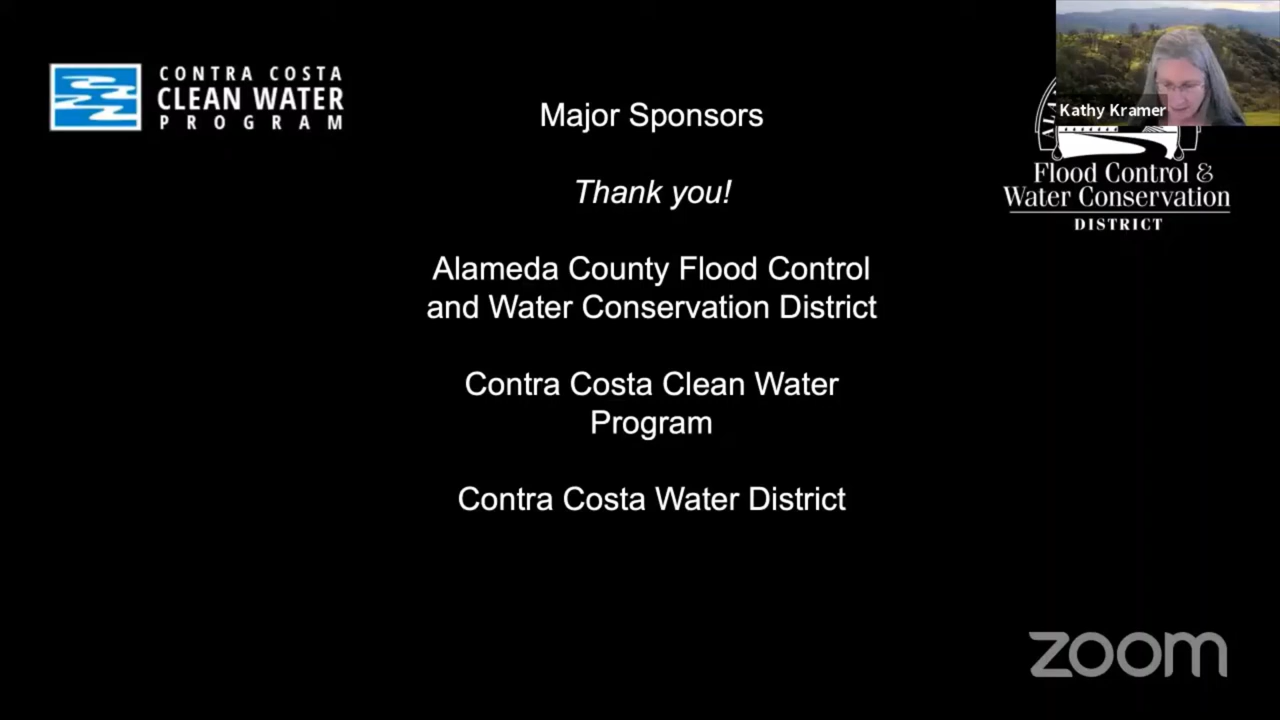 CONTRA COSTA
CLEAN WATER
PROGRAM
Major Sponsors
Thank you!
Alameda County Flood Control
and Water Conservation District
Contra Costa Clean Water
Program
Contra Costa Water District
Kathy Kramer
Flood Control &
Water Conservation
DISTRICT
zoom